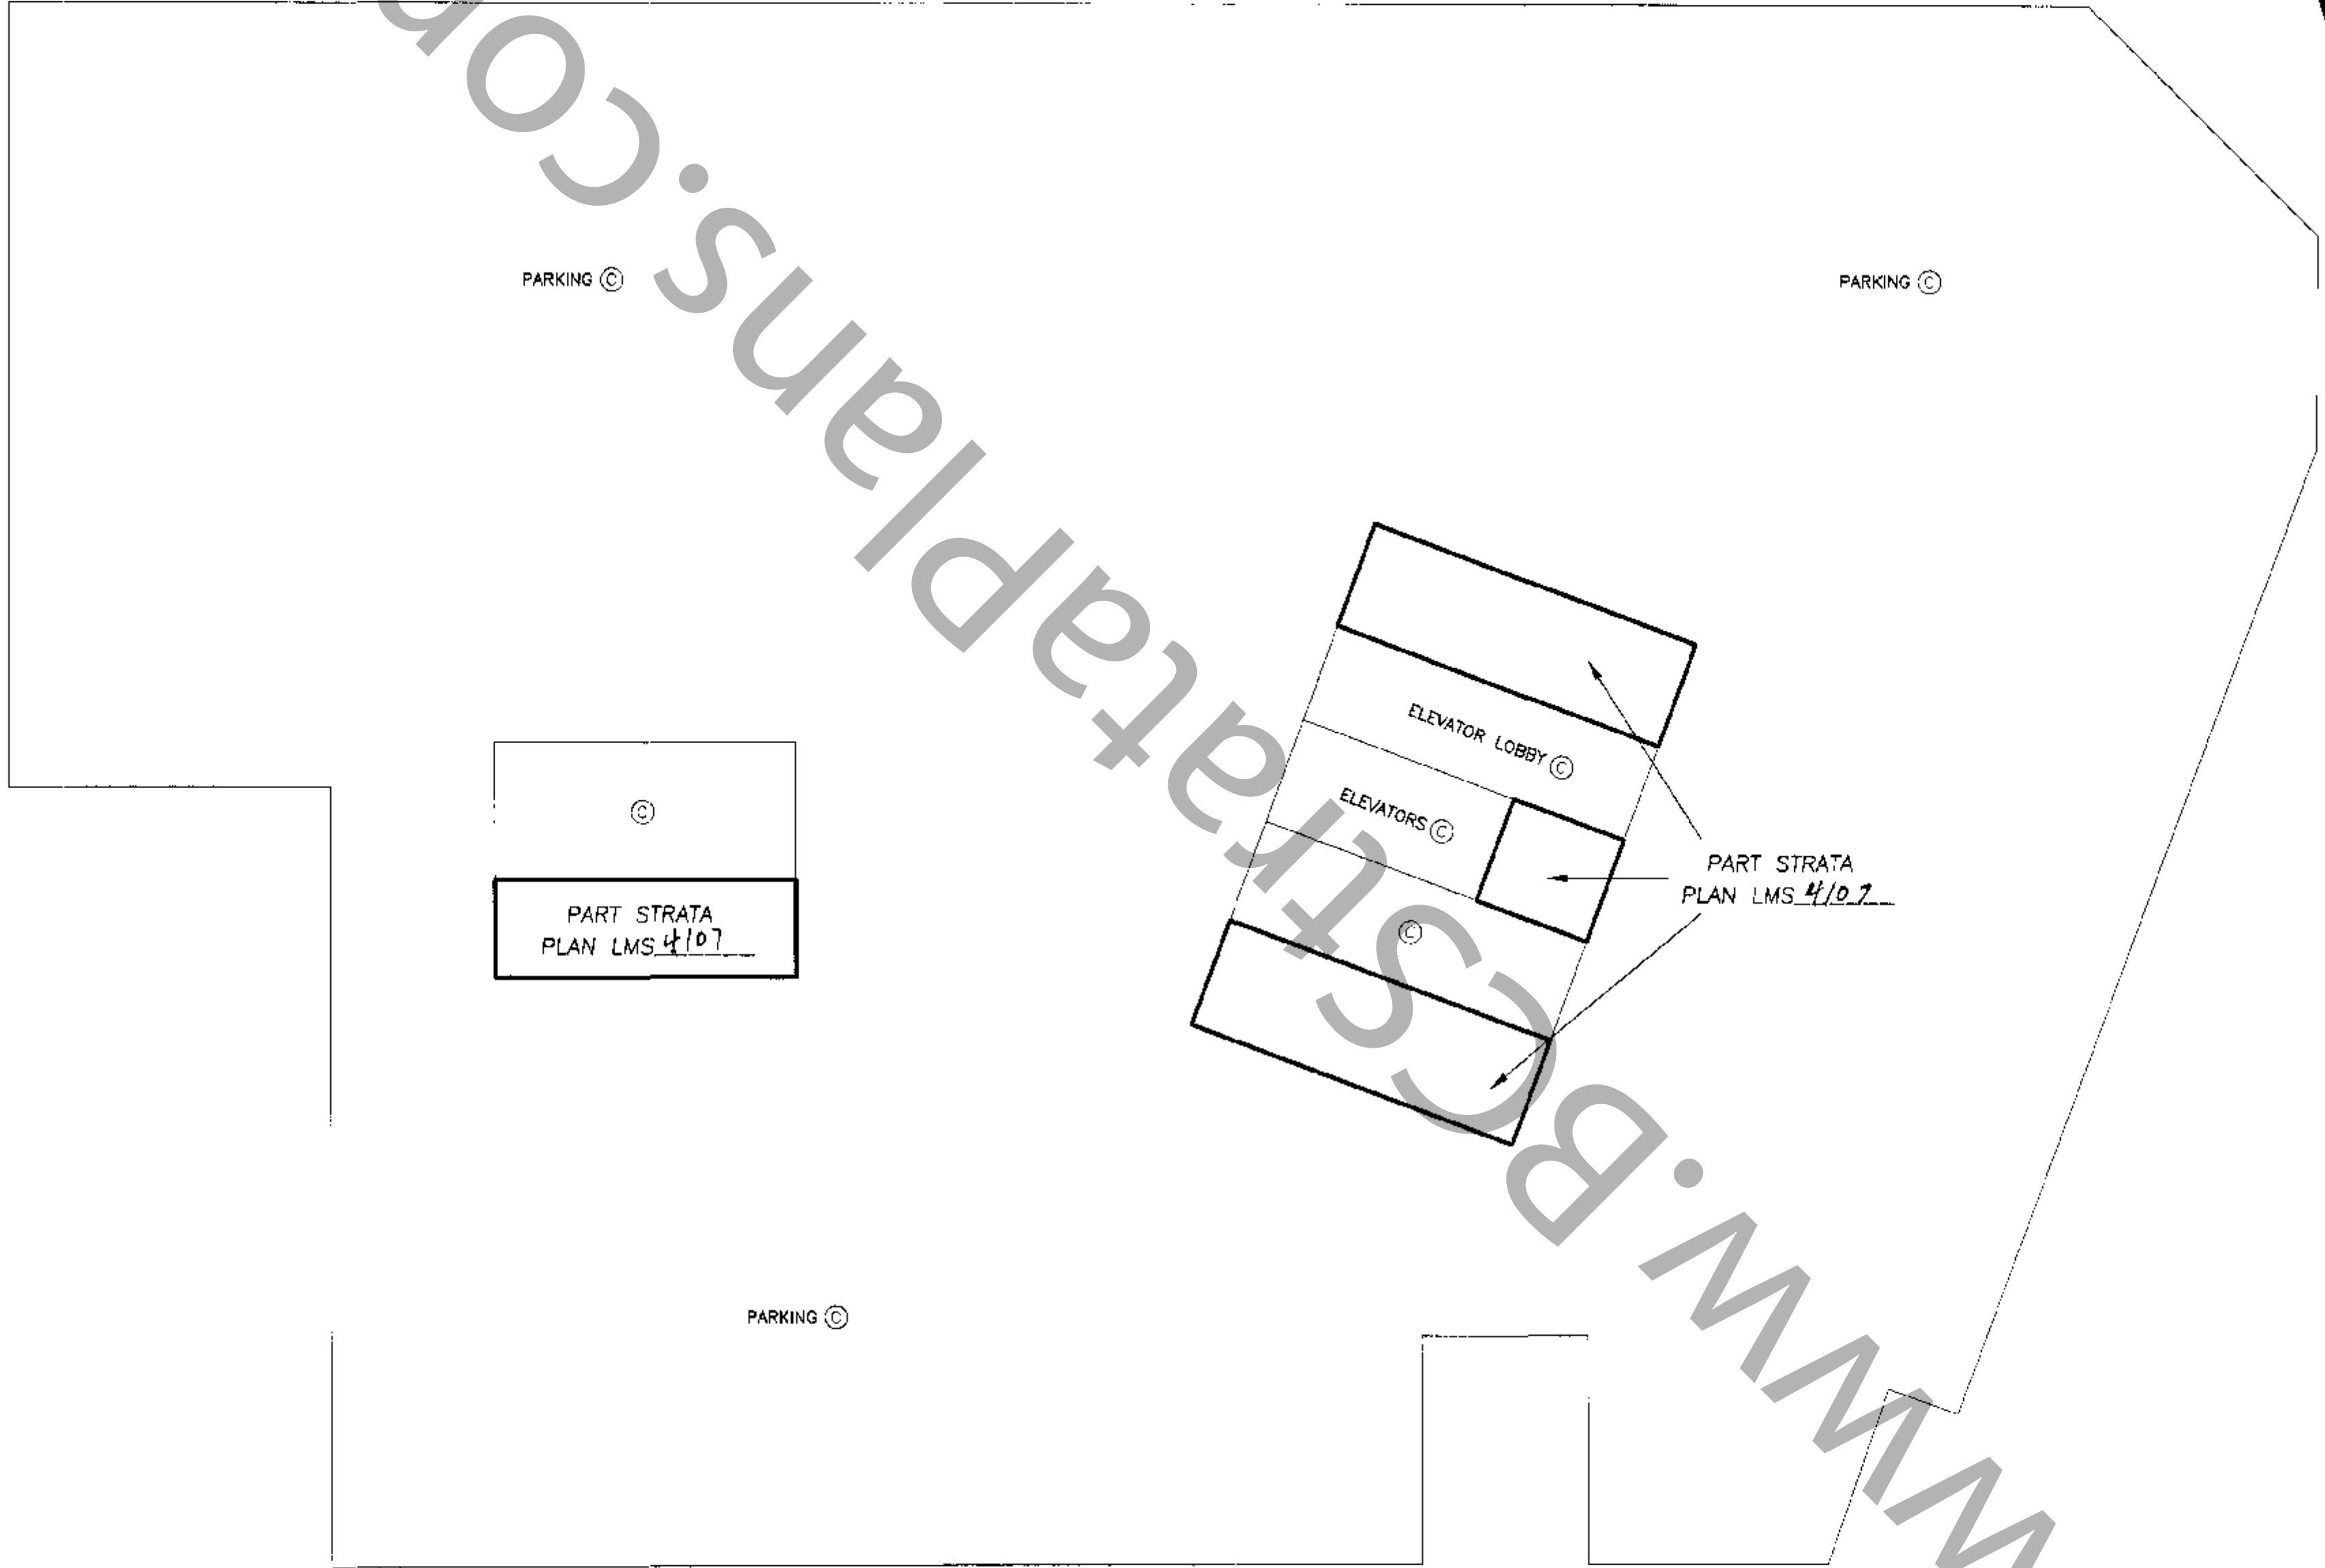 PARKING Ⓒ
PARKING Ⓒ
ELEVATOR LOBBY Ⓒ
ELEVATORS Ⓒ
Ⓒ
PART STRATA
PLAN LMS 4107
PART STRATA
PLAN LMS 4107
Ⓒ
PARKING Ⓒ
www.BCStrataPlans.com